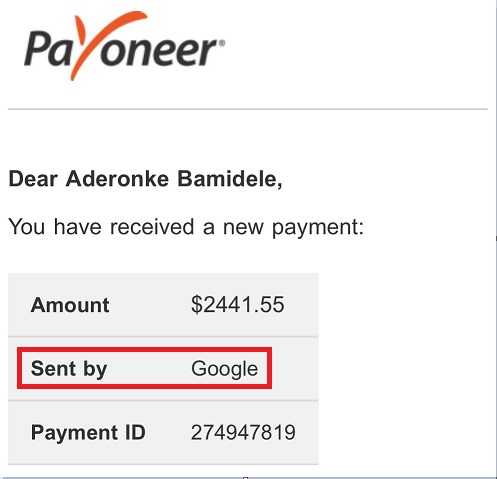 Payoneer®
Dear Aderonke Bamidele,
You have received a new payment:
Amount $2441.55
Sent by Google
Payment ID 274947819